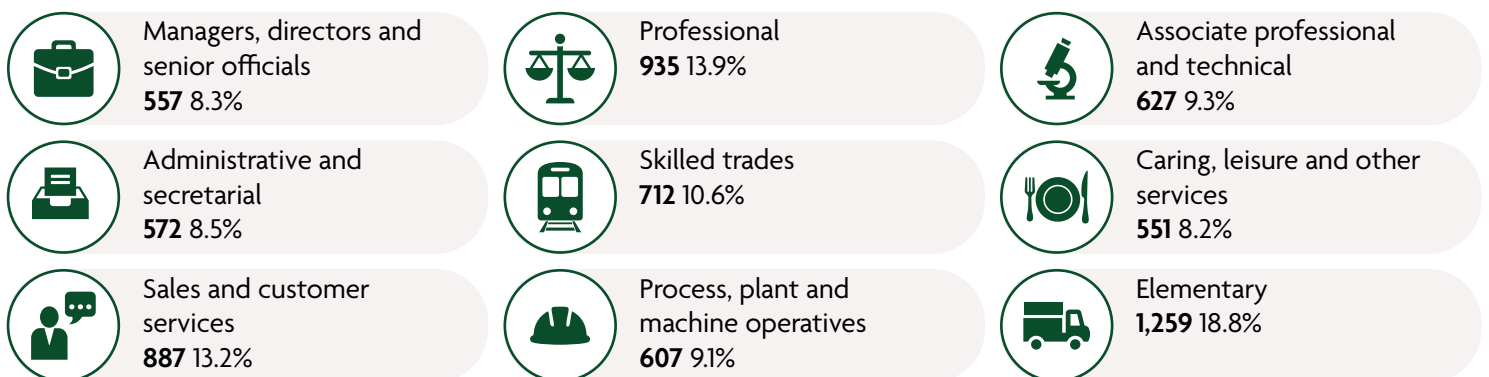 Managers, directors and
senior officials
557 8.3%
Professional
935 13.9%
Associate professional
and technical
627 9.3%
Administrative and
secretarial
572 8.5%
Skilled trades
712 10.6%
Caring, leisure and other
services
551 8.2%
Sales and customer
services
887 13.2%
Process, plant and
machine operatives
607 9.1%
Elementary
1,259 18.8%